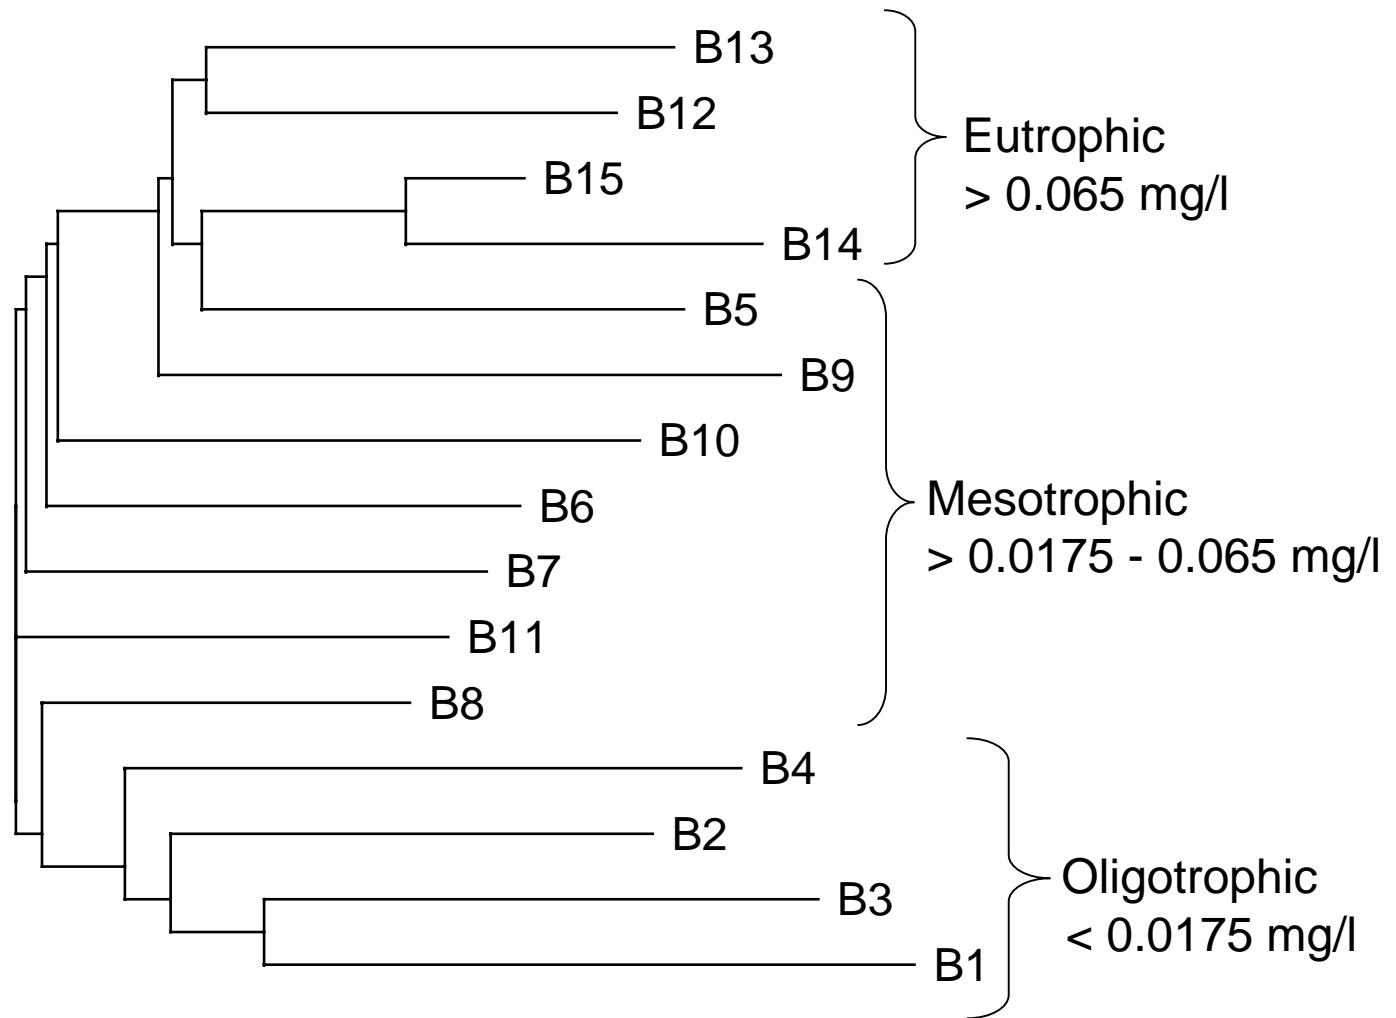 B13
B12
B15
B14
Eutrophic
> 0.065 mg/l
B5
B9
B10
B6
B7
B11
B8
Mesotrophic
> 0.0175 - 0.065 mg/l
B4
B2
B3
B1
Oligotrophic
< 0.0175 mg/l